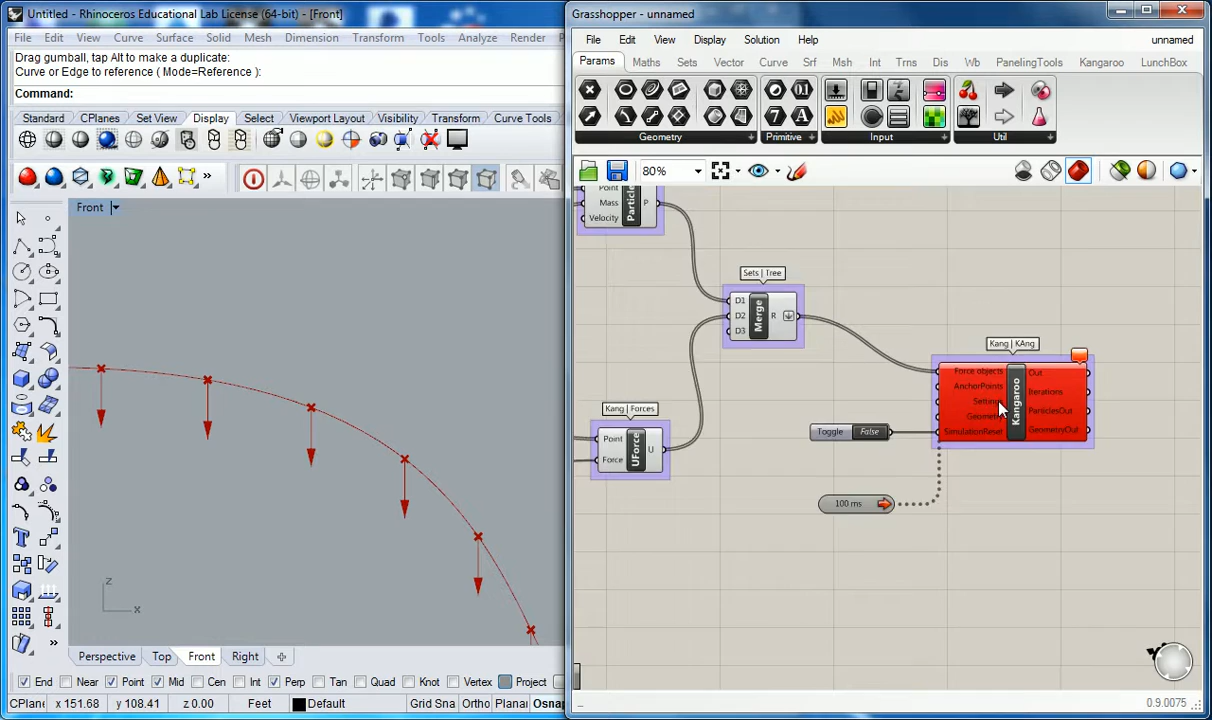 Untitled - Rhinoceros Educational Lab License (64-bit) - [Front]
File Edit View Curve Surface Solid Mesh Dimension Transform Tools Analyze Render
Drag gumball, tap Alt to make a duplicate:
Curve or Edge to reference ( Mode=Reference ):
Command:
Standard CPlanes Set View Display Select Viewport Layout Visibility Transform Curve Tools
Front
z
x
Perspective Top Front Right
End Near Point Mid Cen Int Perp Tan Quad Knot Vertex Project
CPlane x 151.68 y 108.41 z 0.00 Feet Default Grid Sna Ortho Planar Osnap
Grasshopper - unnamed
File Edit View Display Solution Help unnamed
Params Maths Sets Vector Curve Srf Msh Int Trns Dis Wb PanelingTools Kangaroo LunchBox
Geometry Primitive Input Util
80%
Point
Mass
Velocity
Particle
P
Sets | Tree
D1
D2
D3
Merge
R
Kang | Forces
Point
Force
UForce
U
Kang | KAng
Force objects
AnchorPoints
Settings
Geometry
SimulationReset
Kangaroo
Out
Iterations
ParticlesOut
GeometryOut
Toggle False
100 ms
0.9.0075